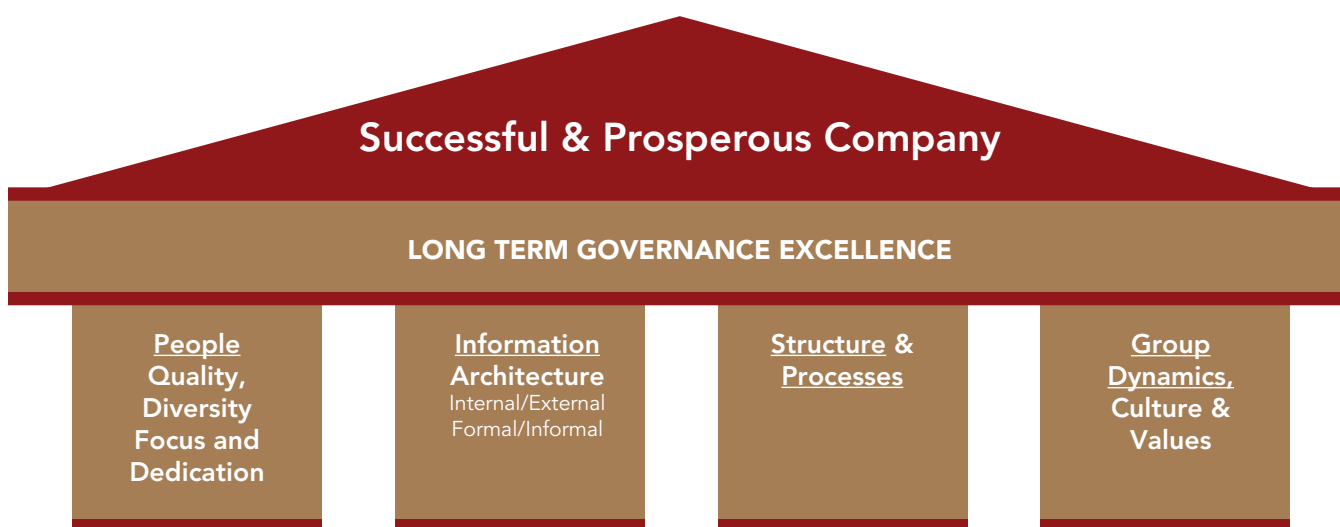 Successful & Prosperous Company
LONG TERM GOVERNANCE EXCELLENCE
People
Quality,
Diversity
Focus and
Dedication
Information
Architecture
Internal/External
Formal/Informal
Structure &
Processes
Group
Dynamics,
Culture &
Values